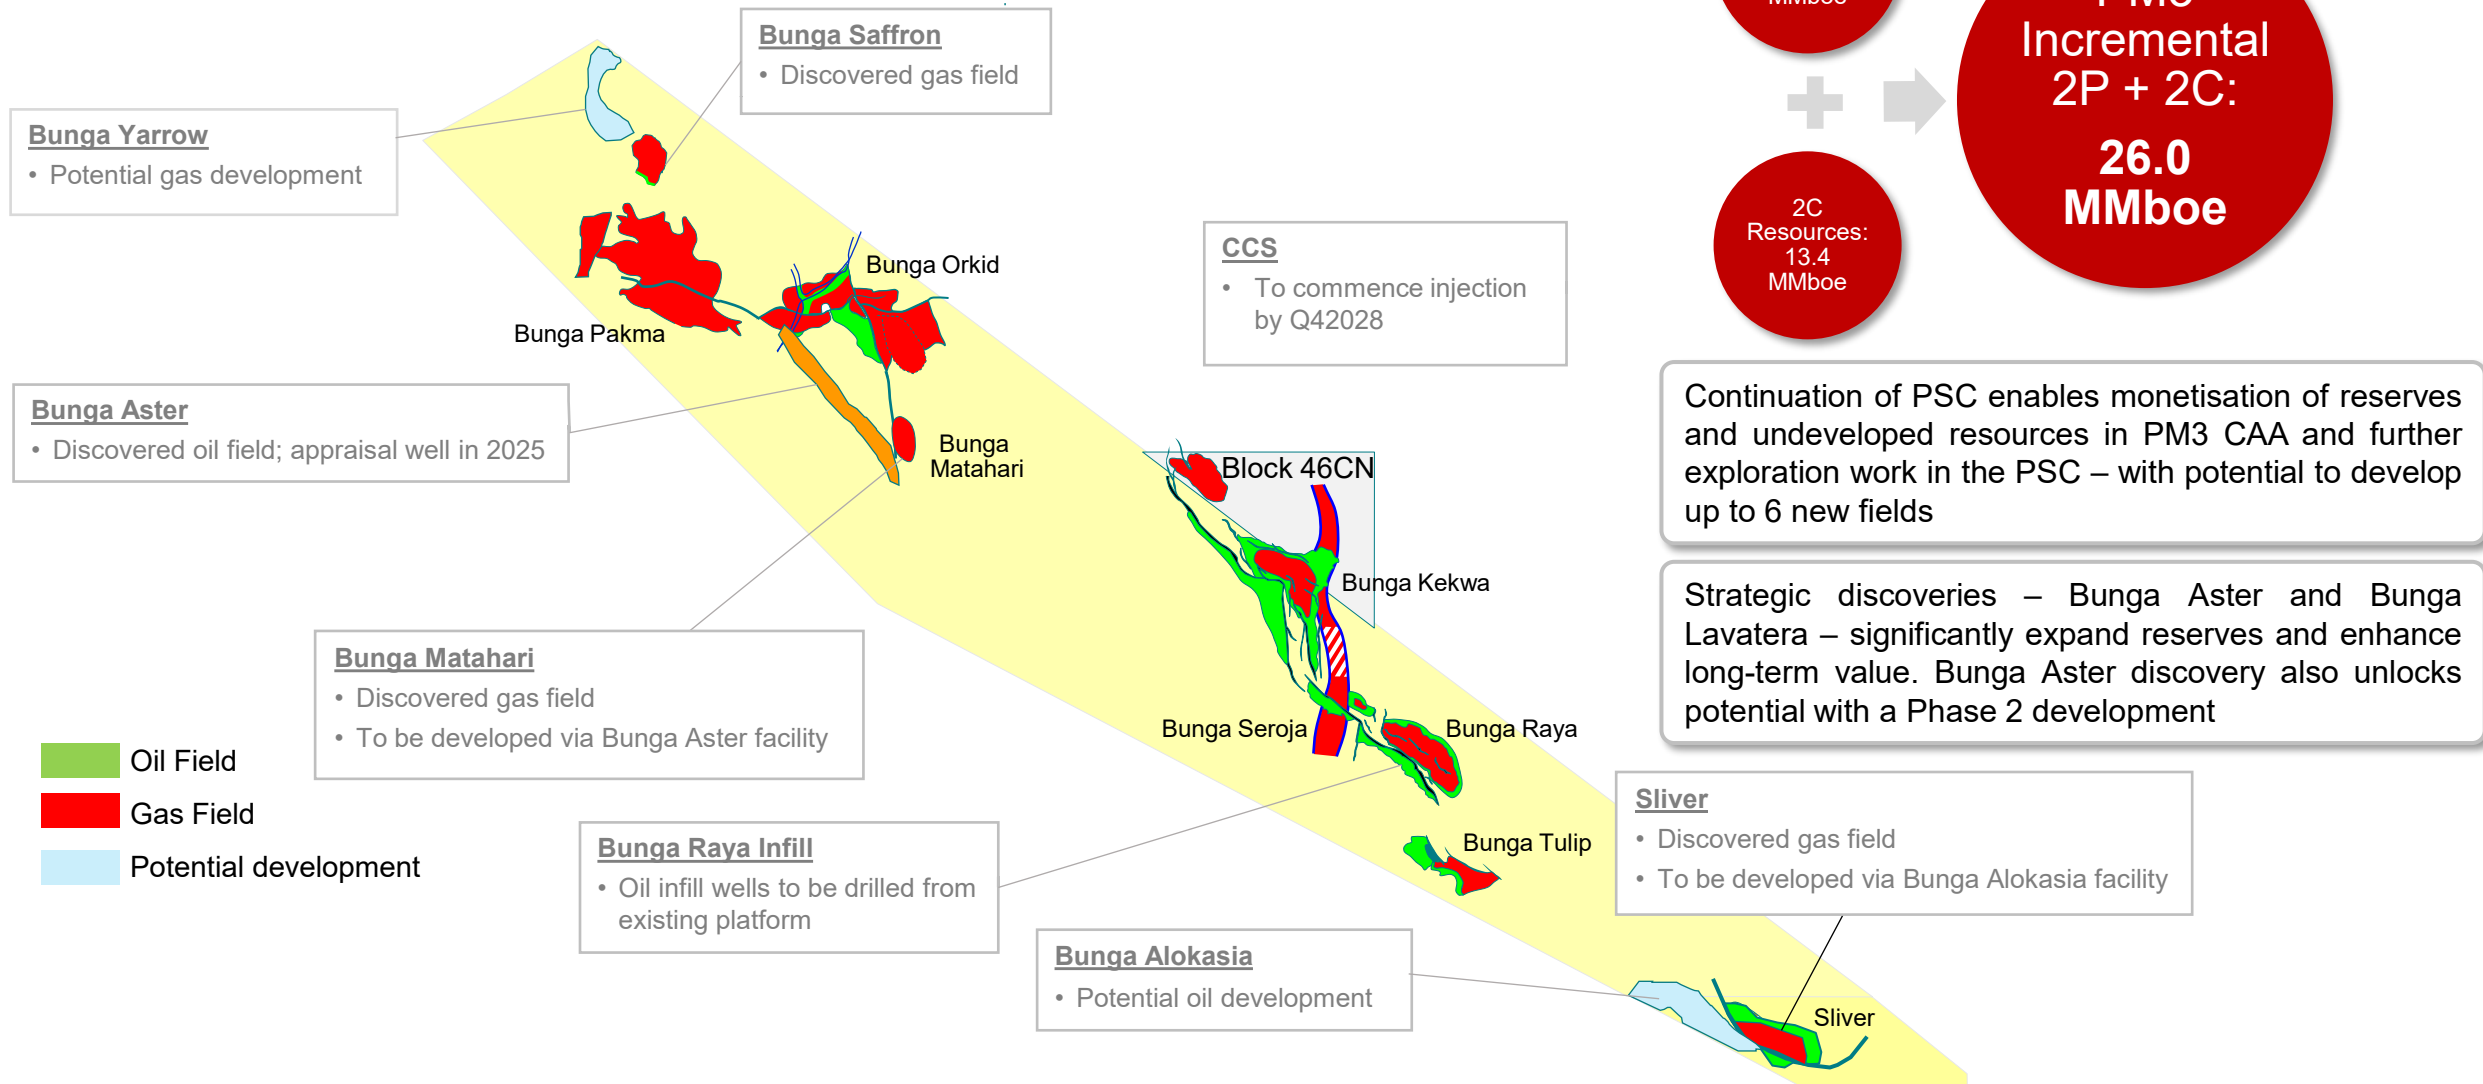 MMboe
Incremental
2P + 2C:
26.0
MMboe
2C
Resources:
13.4
MMboe
Bunga Saffron
• Discovered gas field
Bunga Yarrow
• Potential gas development
Bunga Orkid
Bunga Pakma
CCS
• To commence injection
by Q42028
Continuation of PSC enables monetisation of reserves
and undeveloped resources in PM3 CAA and further
exploration work in the PSC – with potential to develop
up to 6 new fields
Bunga Aster
• Discovered oil field; appraisal well in 2025
Bunga
Matahari
Block 46CN
Bunga Kekwa
Strategic discoveries – Bunga Aster and Bunga
Lavatera – significantly expand reserves and enhance
long-term value. Bunga Aster discovery also unlocks
potential with a Phase 2 development
Bunga Matahari
• Discovered gas field
• To be developed via Bunga Aster facility
Bunga Seroja
Bunga Raya
Oil Field
Gas Field
Potential development
Bunga Raya Infill
• Oil infill wells to be drilled from
existing platform
Bunga Tulip
Sliver
• Discovered gas field
• To be developed via Bunga Alokasia facility
Bunga Alokasia
• Potential oil development
Sliver